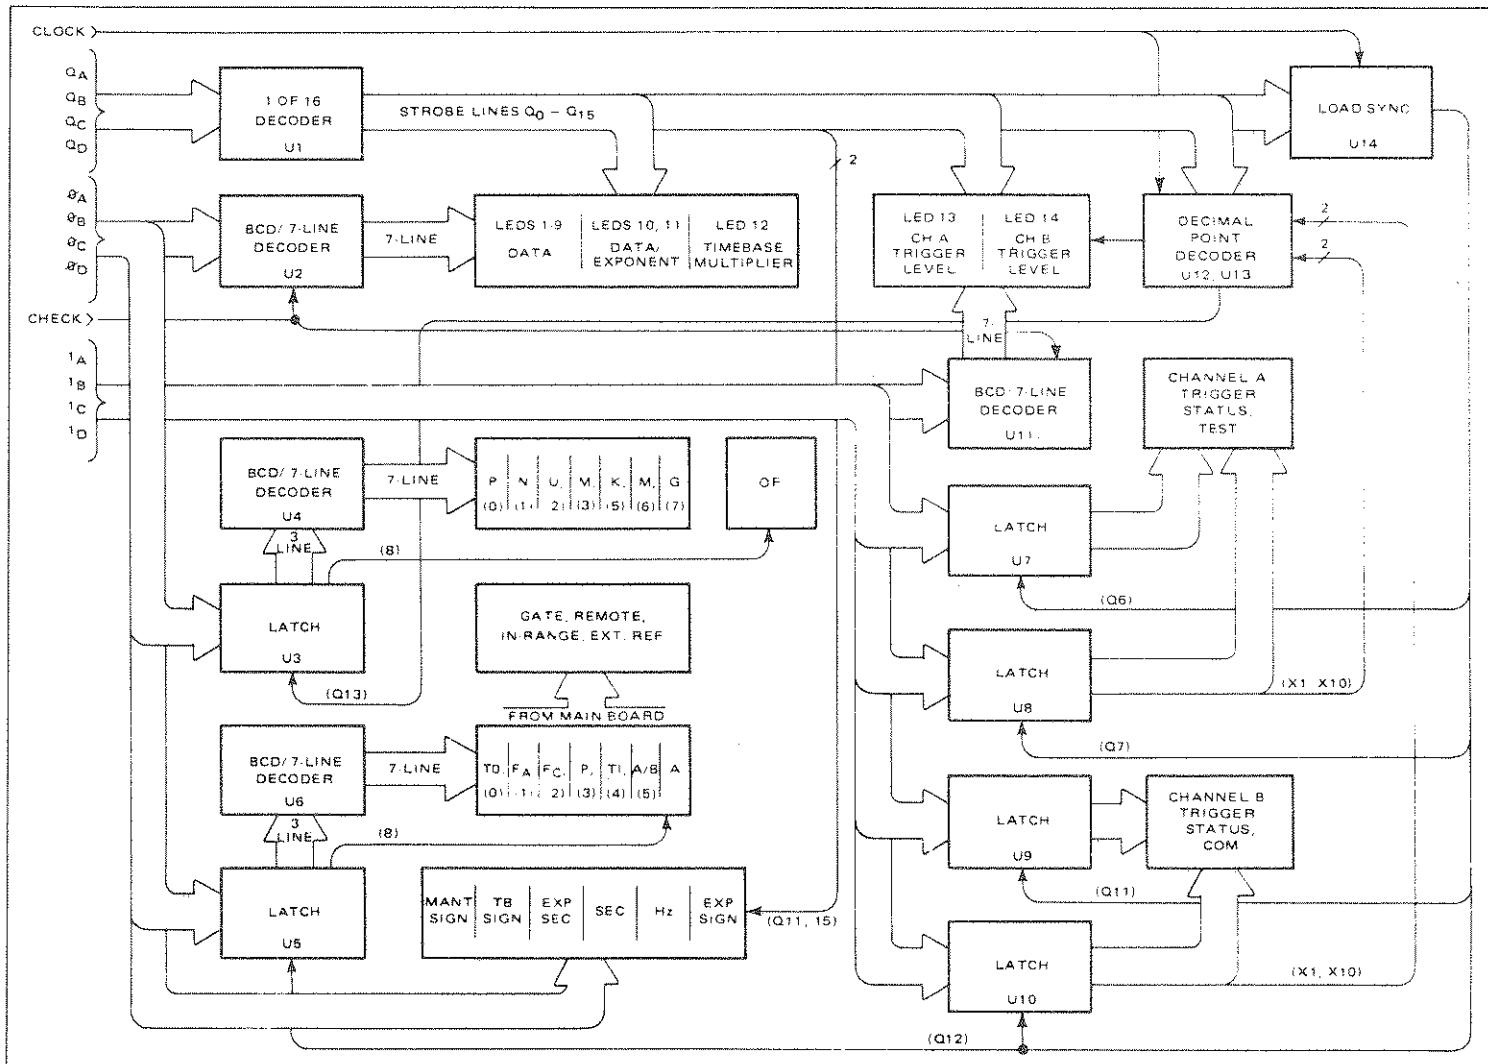 CLOCK
QA
QB
QC
QD
1 OF 16
DECODER
U1
STROBE LINES Q0 – Q15
2
LOAD SYNC
U14
0A
0B
0C
0D
BCD/ 7-LINE
DECODER
U2
7-LINE
LEDS 1-9
DATA
LEDS 10, 11
DATA/
EXPONENT
LED 12
TIMEBASE
MULTIPLIER
LED 13
CH A
TRIGGER
LEVEL
LED 14
CH B
TRIGGER
LEVEL
DECIMAL
POINT
DECODER
U12, U13
2
2
CHECK
7-
LINE
1A
1B
1C
1D
BCD/ 7-LINE
DECODER
U11
CHANNEL A
TRIGGER
STATUS,
TEST
BCD/ 7-LINE
DECODER
U4
7-LINE
P N U, M, K, M, G
(0) (1) 2) (3) (5) (6) (7)
OF
3
LINE
(8)
LATCH
U7
(Q6)
LATCH
U3
(Q13)
GATE, REMOTE,
IN-RANGE, EXT. REF
FROM MAIN BOARD
LATCH
U8
(X1, X10)
(Q7)
BCD/ 7-LINE
DECODER
U6
7-LINE
T0, FA FC, P, TI, A/B A
(0) 1) 2) (3) (4) (5)
3
LINE
(8)
LATCH
U9
(Q11)
CHANNEL B
TRIGGER
STATUS,
COM
LATCH
U5
MANT
SIGN
TB
SIGN
EXP
SEC
SEC
Hz
EXP
SIGN
(Q11, 15)
LATCH
U10
(X1, X10)
(Q12)